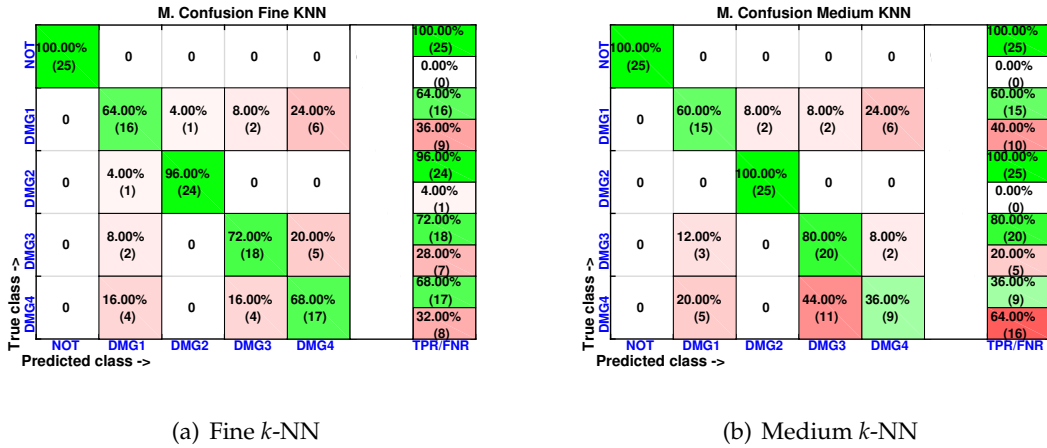 M. Confusion Fine KNN
NOT 100.00% 0 0 0 0 100.00%
(25) (25)
0.00%
(0)
DMG1 0 64.00% 4.00% 8.00% 24.00% 64.00%
(16) (1) (2) (6) (16)
36.00%
(9)
DMG2 0 4.00% 96.00% 0 0 96.00%
(1) (24) (24)
4.00%
(1)
DMG3 0 8.00% 0 72.00% 20.00% 72.00%
(2) (18) (5) (18)
28.00%
(7)
DMG4 0 16.00% 0 16.00% 68.00% 68.00%
(4) (4) (17) (17)
32.00%
(8)
True class ->
NOT DMG1 DMG2 DMG3 DMG4 TPR/FNR
Predicted class ->
(a) Fine k-NN
M. Confusion Medium KNN
NOT 100.00% 0 0 0 0 100.00%
(25) (25)
0.00%
(0)
DMG1 0 60.00% 8.00% 8.00% 24.00% 60.00%
(15) (2) (2) (6) (15)
40.00%
(10)
DMG2 0 0 100.00% 0 0 100.00%
(25) (25)
0.00%
(0)
DMG3 0 12.00% 0 80.00% 8.00% 80.00%
(3) (20) (2) (20)
20.00%
(5)
DMG4 0 20.00% 0 44.00% 36.00% 36.00%
(5) (11) (9) (9)
64.00%
(16)
True class ->
NOT DMG1 DMG2 DMG3 DMG4 TPR/FNR
Predicted class ->
(b) Medium k-NN